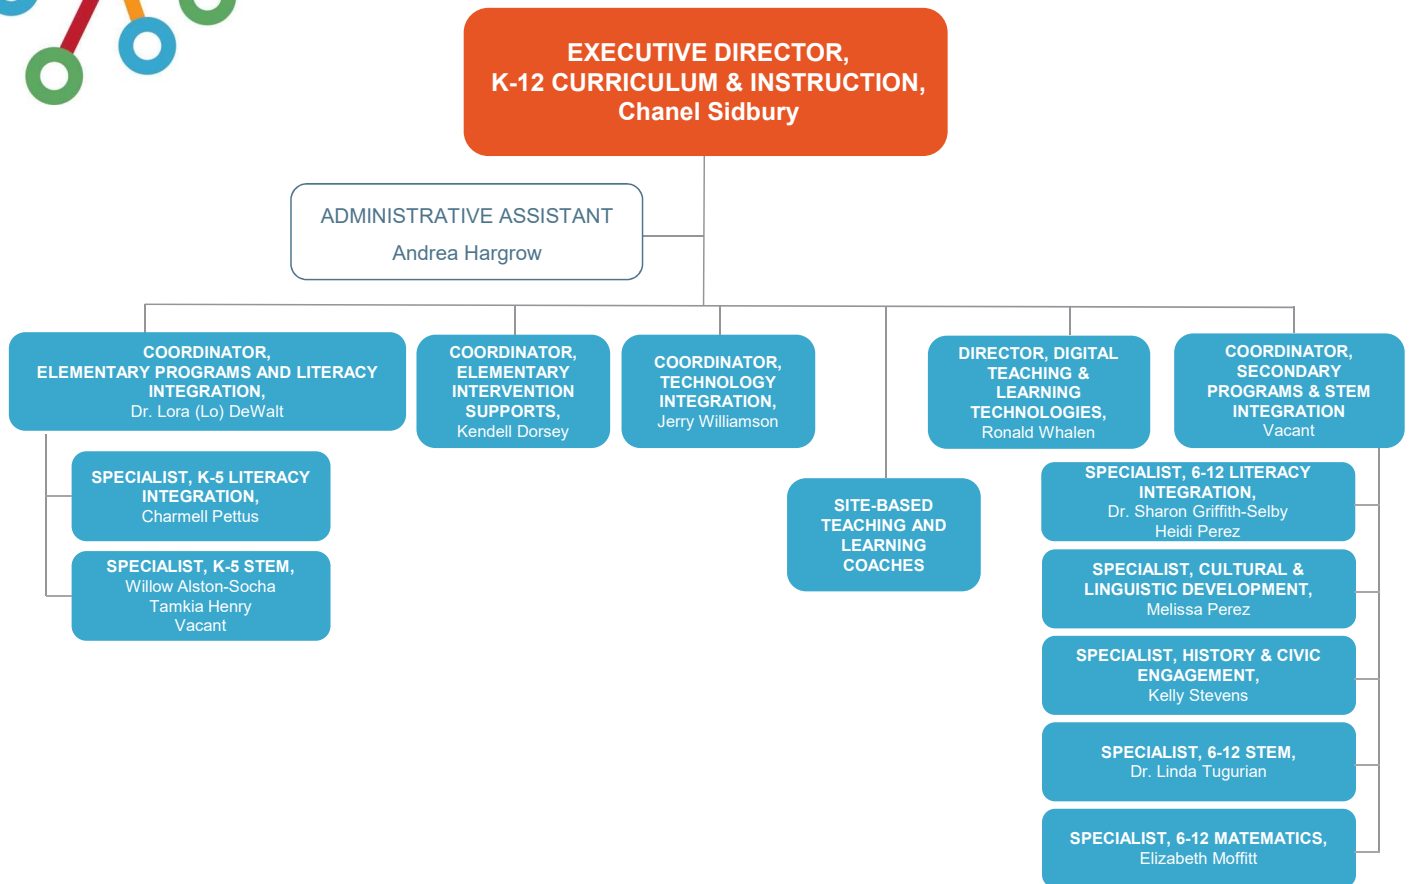 EXECUTIVE DIRECTOR,
K-12 CURRICULUM & INSTRUCTION,
Chanel Sidbury
ADMINISTRATIVE ASSISTANT
Andrea Hargrow
COORDINATOR,
ELEMENTARY PROGRAMS AND LITERACY
INTEGRATION,
Dr. Lora (Lo) DeWalt
COORDINATOR,
ELEMENTARY
INTERVENTION
SUPPORTS,
Kendell Dorsey
COORDINATOR,
TECHNOLOGY
INTEGRATION,
Jerry Williamson
DIRECTOR, DIGITAL
TEACHING &
LEARNING
TECHNOLOGIES,
Ronald Whalen
COORDINATOR,
SECONDARY
PROGRAMS & STEM
INTEGRATION
Vacant
SPECIALIST, K-5 LITERACY
INTEGRATION,
Charmell Pettus
SPECIALIST, K-5 STEM,
Willow Alston-Socha
Tamkia Henry
Vacant
SITE-BASED
TEACHING AND
LEARNING
COACHES
SPECIALIST, 6-12 LITERACY
INTEGRATION,
Dr. Sharon Griffith-Selby
Heidi Perez
SPECIALIST, CULTURAL &
LINGUISTIC DEVELOPMENT,
Melissa Perez
SPECIALIST, HISTORY & CIVIC
ENGAGEMENT,
Kelly Stevens
SPECIALIST, 6-12 STEM,
Dr. Linda Tugurian
SPECIALIST, 6-12 MATEMATICS,
Elizabeth Moffitt